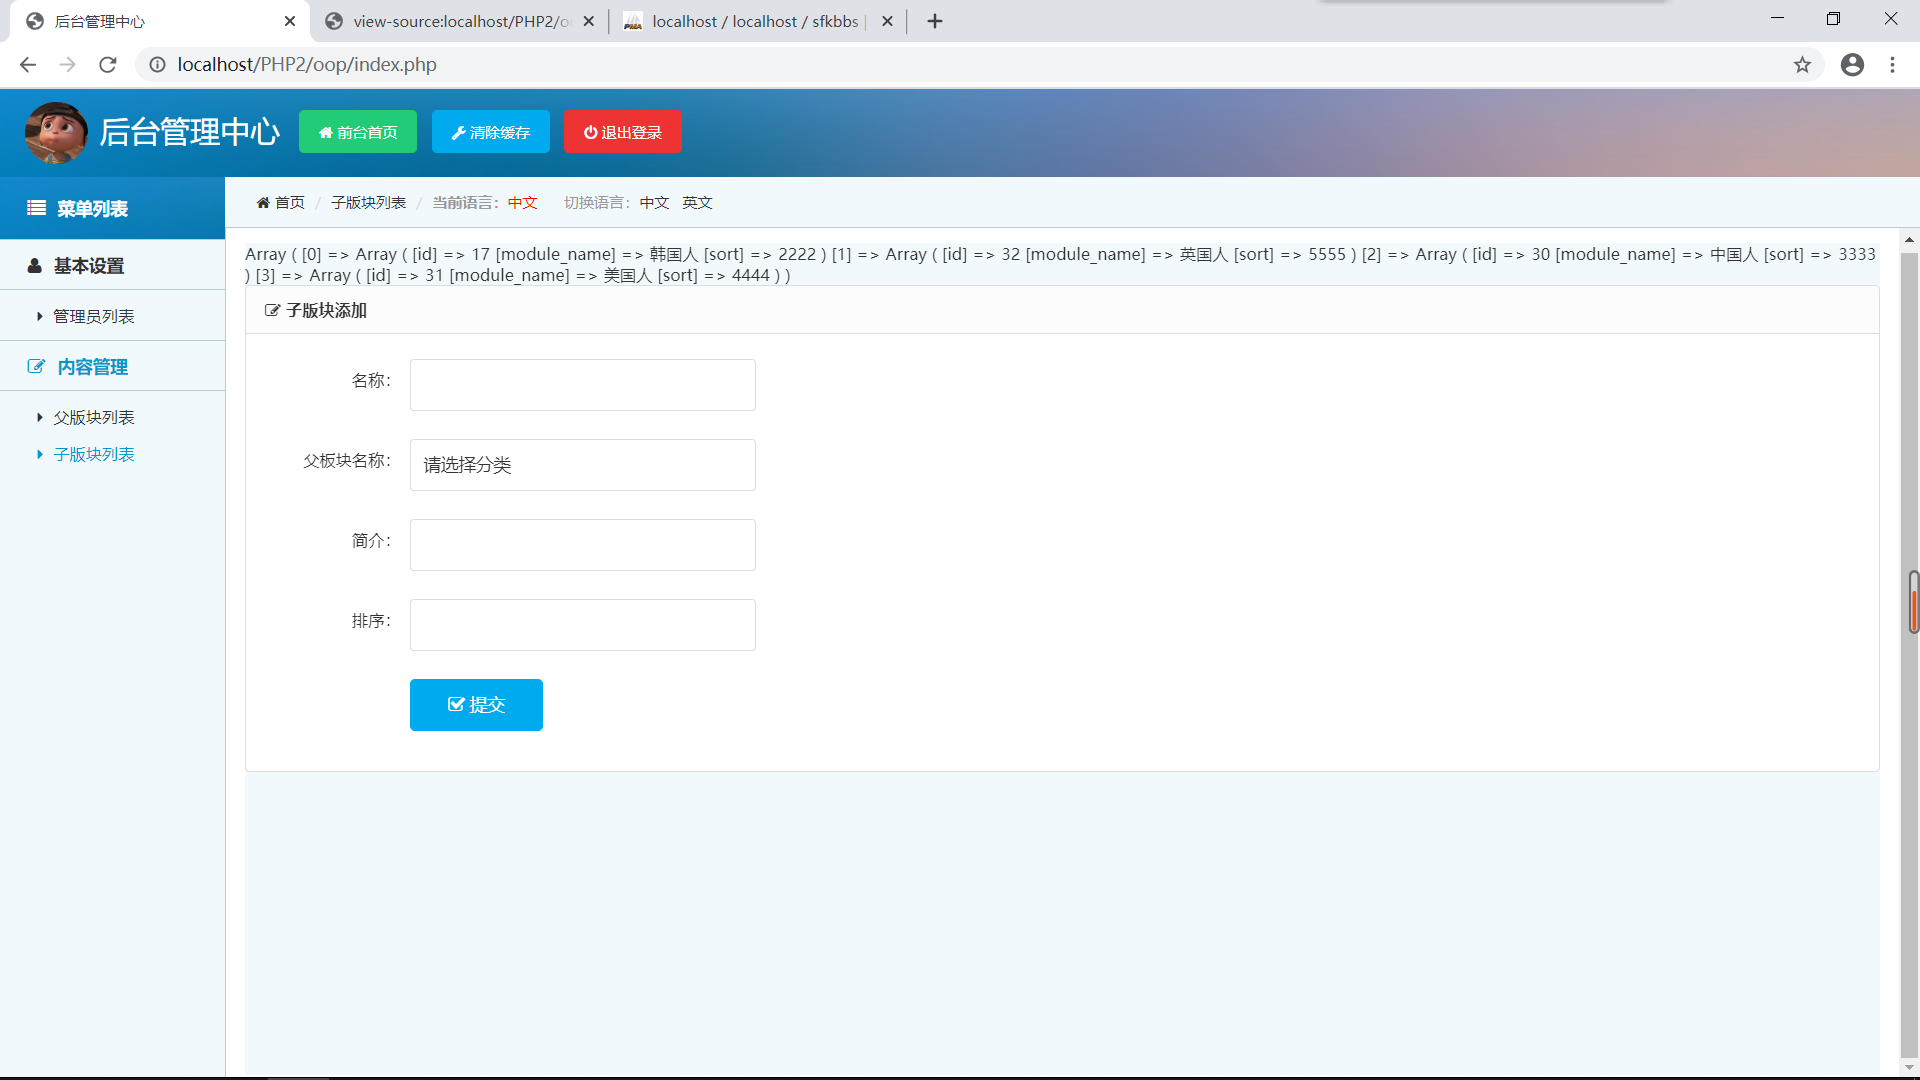 后台管理中心
view-source:localhost/PHP2/o
localhost / localhost / sfkbbs |
localhost/PHP2/oop/index.php
后台管理中心
前台首页
清除缓存
退出登录
菜单列表
首页 / 子版块列表 / 当前语言：中文 切换语言：中文 英文
基本设置
管理员列表
内容管理
父版块列表
子版块列表
Array ( [0] => Array ( [id] => 17 [module_name] => 韩国人 [sort] => 2222 ) [1] => Array ( [id] => 32 [module_name] => 英国人 [sort] => 5555 ) [2] => Array ( [id] => 30 [module_name] => 中国人 [sort] => 3333
) [3] => Array ( [id] => 31 [module_name] => 美国人 [sort] => 4444 ) )
子版块添加
名称：
父板块名称：
请选择分类
简介：
排序：
提交